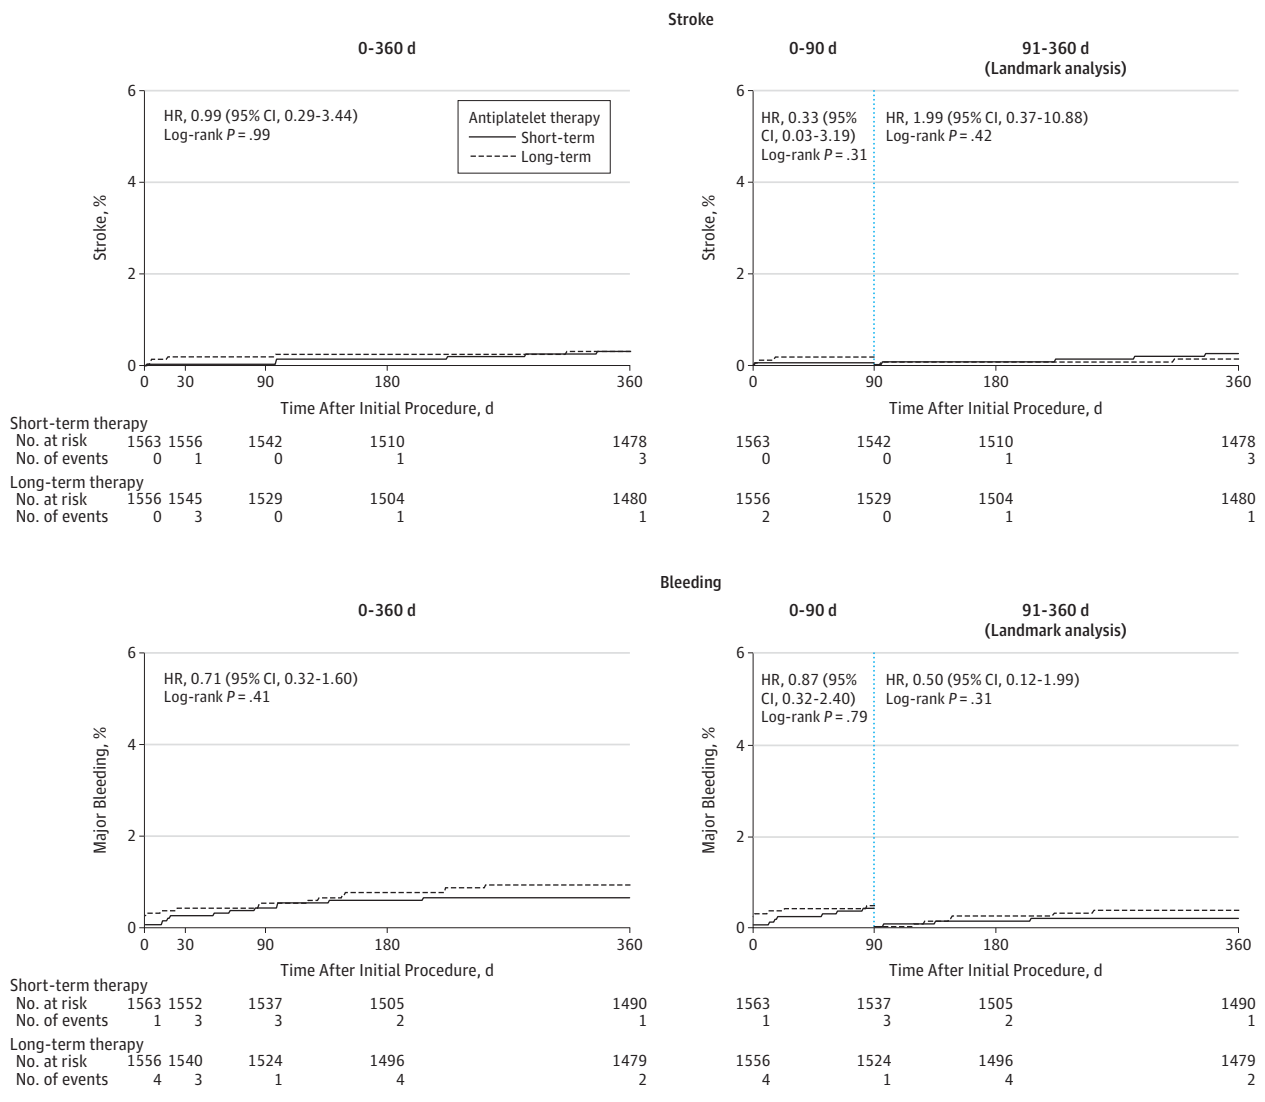 Stroke
0-360 d
0-90 d
91-360 d
(Landmark analysis)
6
4
2
0
Stroke, %
HR, 0.99 (95% CI, 0.29-3.44)
Log-rank P = .99
Antiplatelet therapy
Short-term
Long-term
0 30 90 180 360
Time After Initial Procedure, d
6
4
2
0
Stroke, %
HR, 0.33 (95%
CI, 0.03-3.19)
Log-rank P = .31
HR, 1.99 (95% CI, 0.37-10.88)
Log-rank P = .42
0 90 180 360
Time After Initial Procedure, d
Short-term therapy
No. at risk 1563 1556 1542 1510 1478 1563 1542 1510 1478
No. of events 0 1 0 1 3 0 0 1 3
Long-term therapy
No. at risk 1556 1545 1529 1504 1480 1556 1529 1504 1480
No. of events 0 3 0 1 1 2 0 1 1
Bleeding
0-360 d
0-90 d
91-360 d
(Landmark analysis)
6
4
2
0
Major Bleeding, %
HR, 0.71 (95% CI, 0.32-1.60)
Log-rank P = .41
0 30 90 180 360
Time After Initial Procedure, d
6
4
2
0
Major Bleeding, %
HR, 0.87 (95%
CI, 0.32-2.40)
Log-rank P = .79
HR, 0.50 (95% CI, 0.12-1.99)
Log-rank P = .31
0 90 180 360
Time After Initial Procedure, d
Short-term therapy
No. at risk 1563 1552 1537 1505 1490 1563 1537 1505 1490
No. of events 1 3 3 2 1 1 3 2 1
Long-term therapy
No. at risk 1556 1540 1524 1496 1479 1556 1524 1496 1479
No. of events 4 3 1 4 2 4 1 4 2